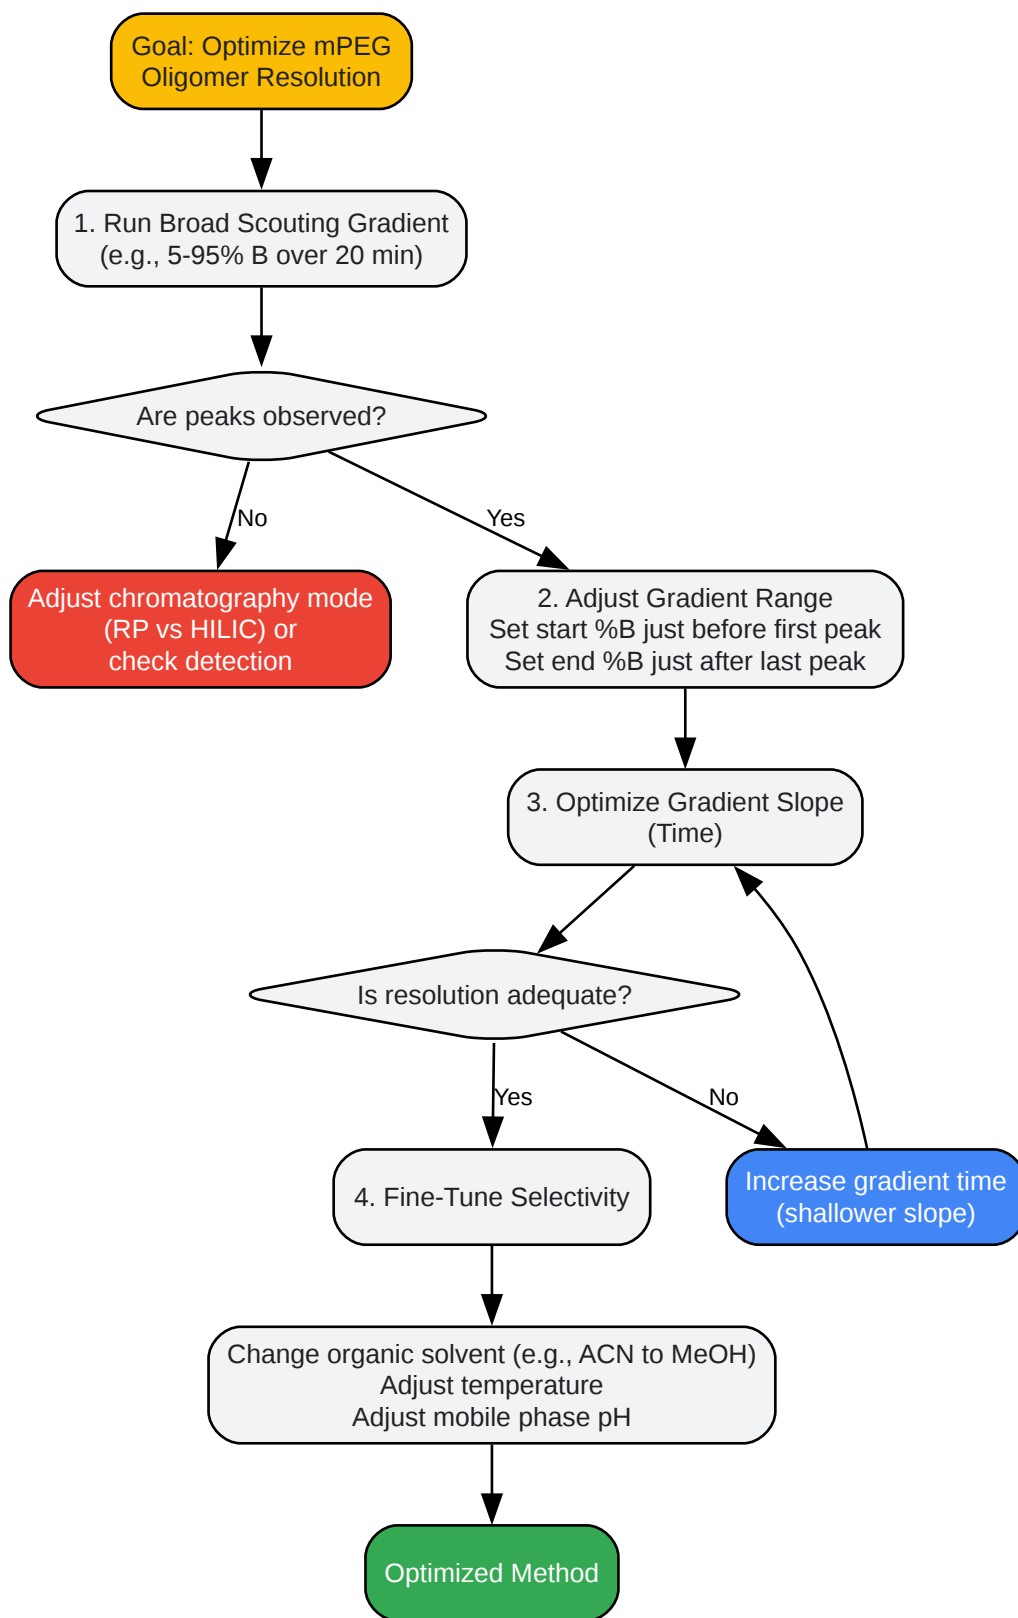 Goal: Optimize mPEG
Oligomer Resolution
1. Run Broad Scouting Gradient
(e.g., 5-95% B over 20 min)
Are peaks observed?
No
Yes
Adjust chromatography mode
(RP vs HILIC) or
check detection
2. Adjust Gradient Range
Set start %B just before first peak
Set end %B just after last peak
3. Optimize Gradient Slope
(Time)
Is resolution adequate?
Yes
No
4. Fine-Tune Selectivity
Increase gradient time
(shallower slope)
Change organic solvent (e.g., ACN to MeOH)
Adjust temperature
Adjust mobile phase pH
Optimized Method